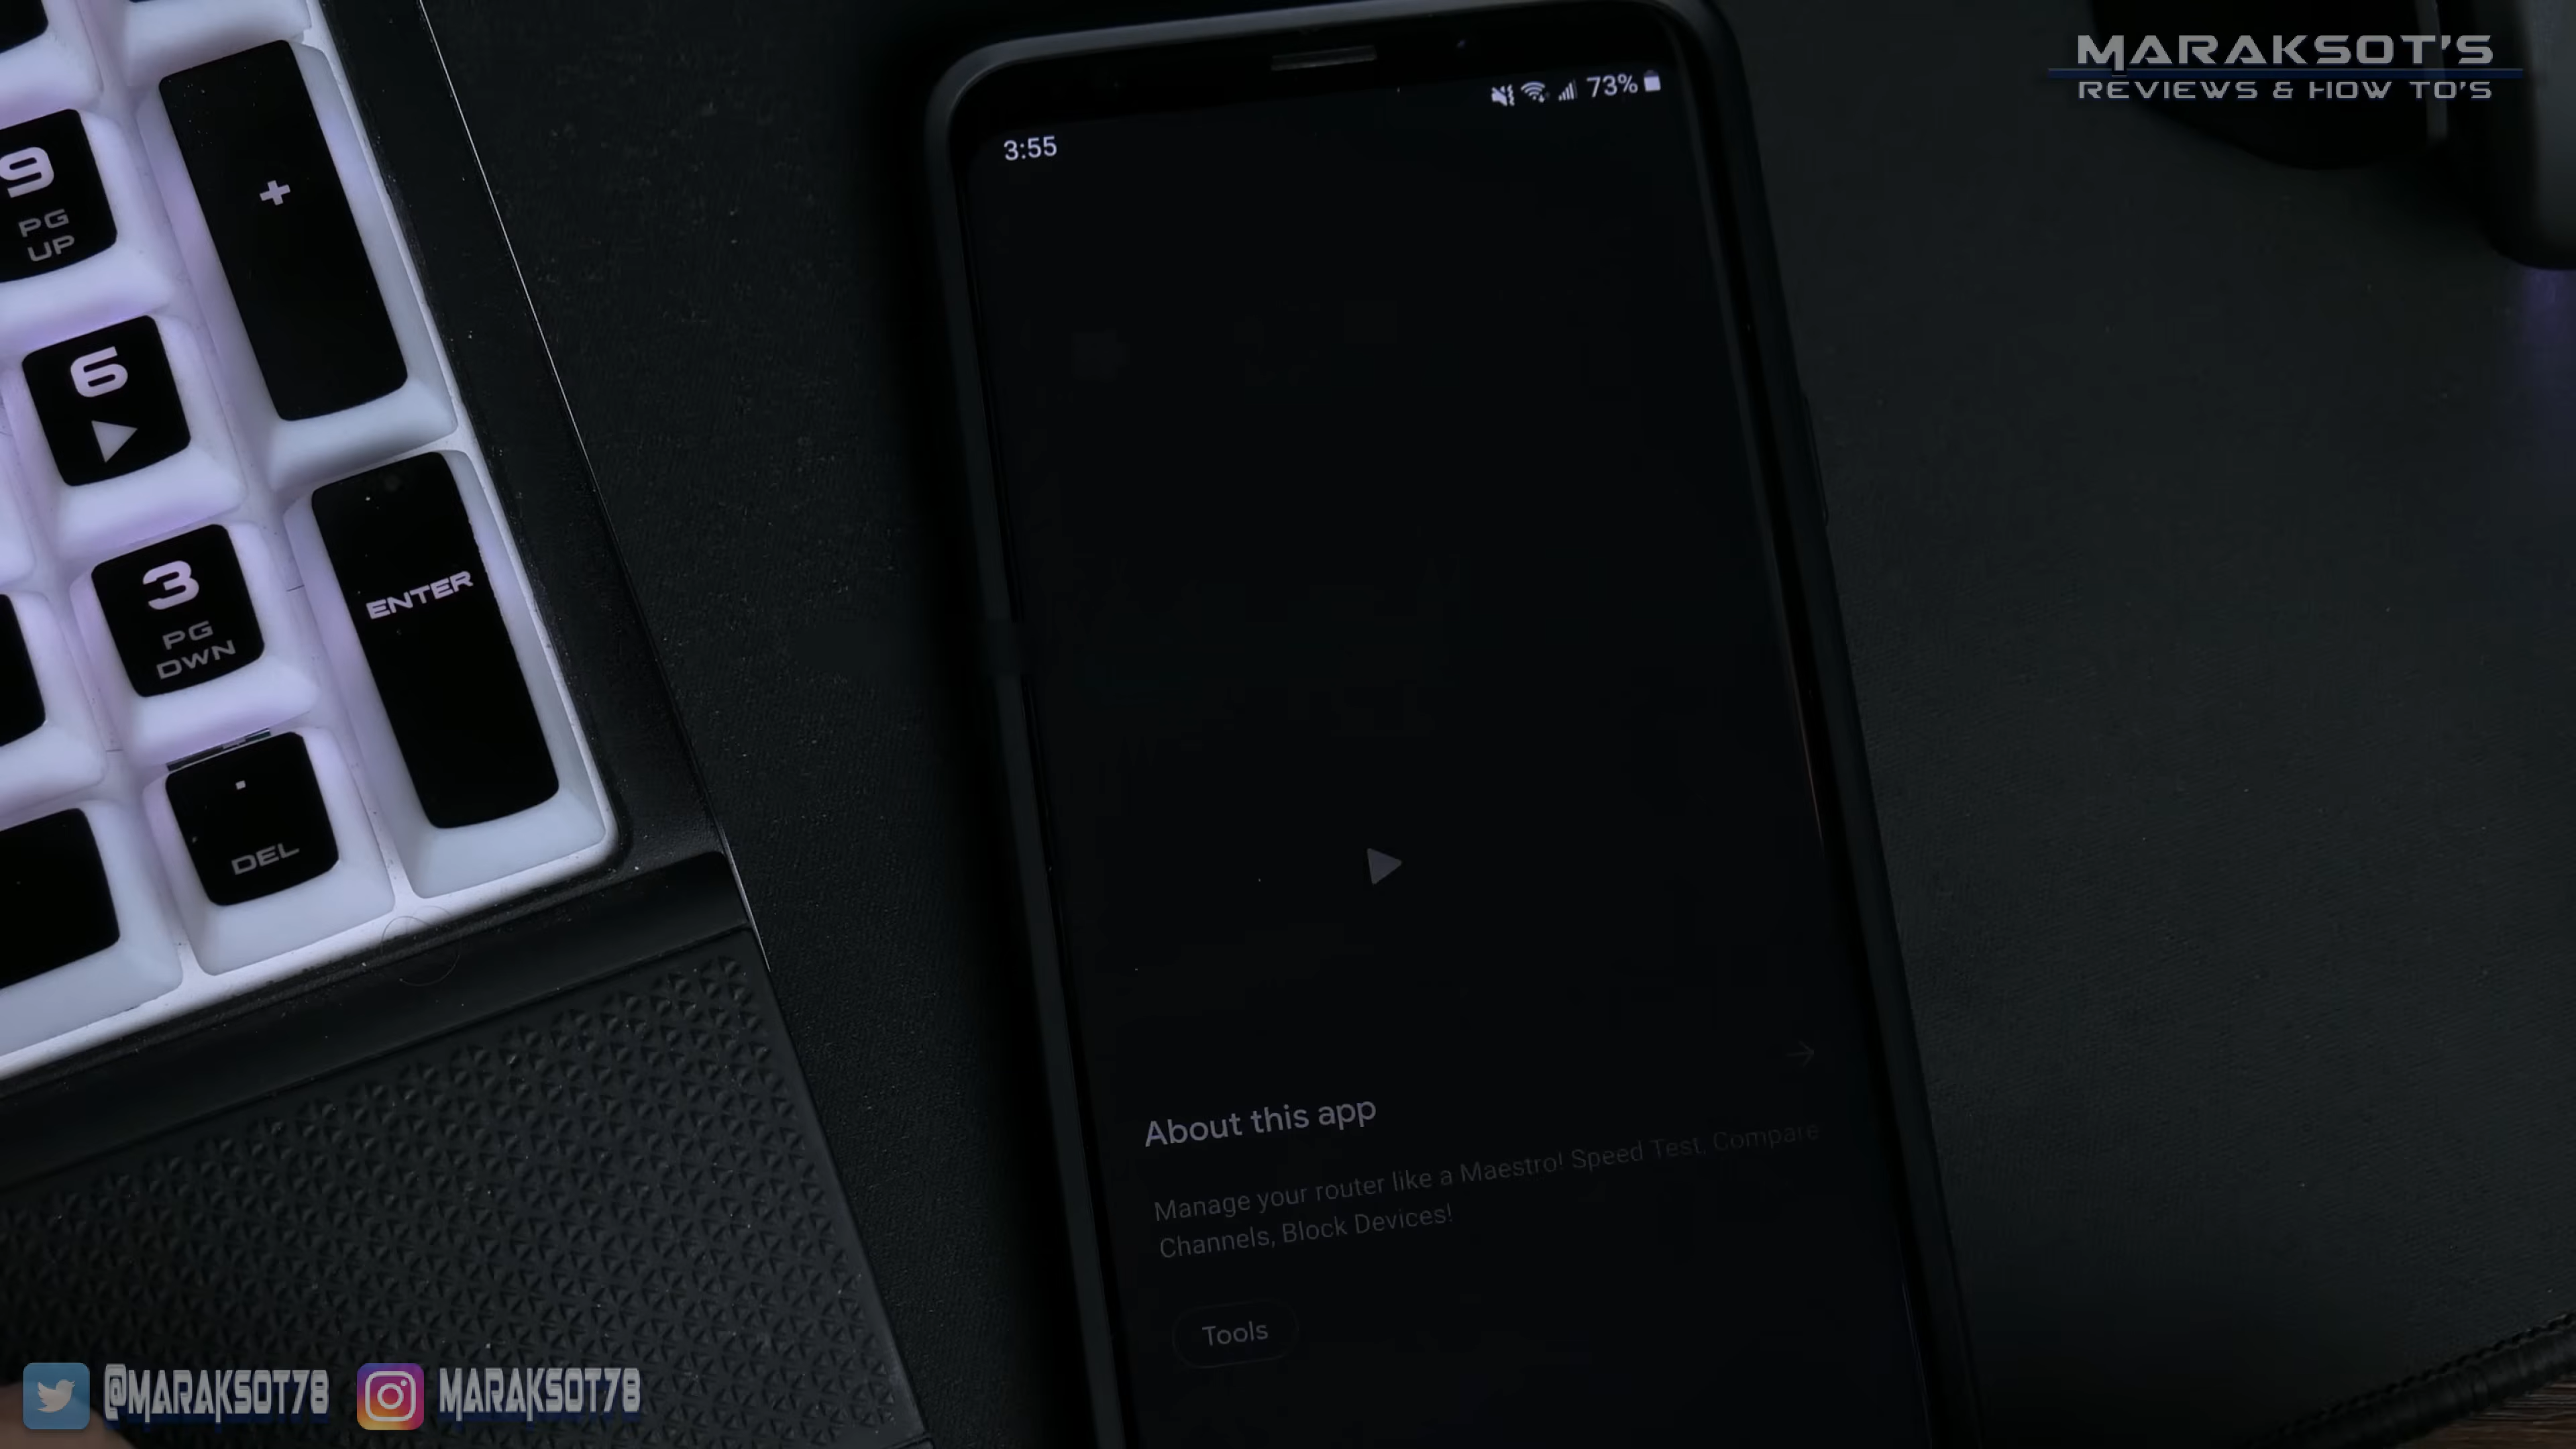 MARAKSOT'S
REVIEWS & HOW TO'S
3:55
73%
9
PG
UP
+
6
3
PG
DWN
ENTER
.
DEL
About this app
Manage your router like a Maestro! Speed Test, Compare
Channels, Block Devices!
Tools
@MARAKSOT78
MARAKSOT78